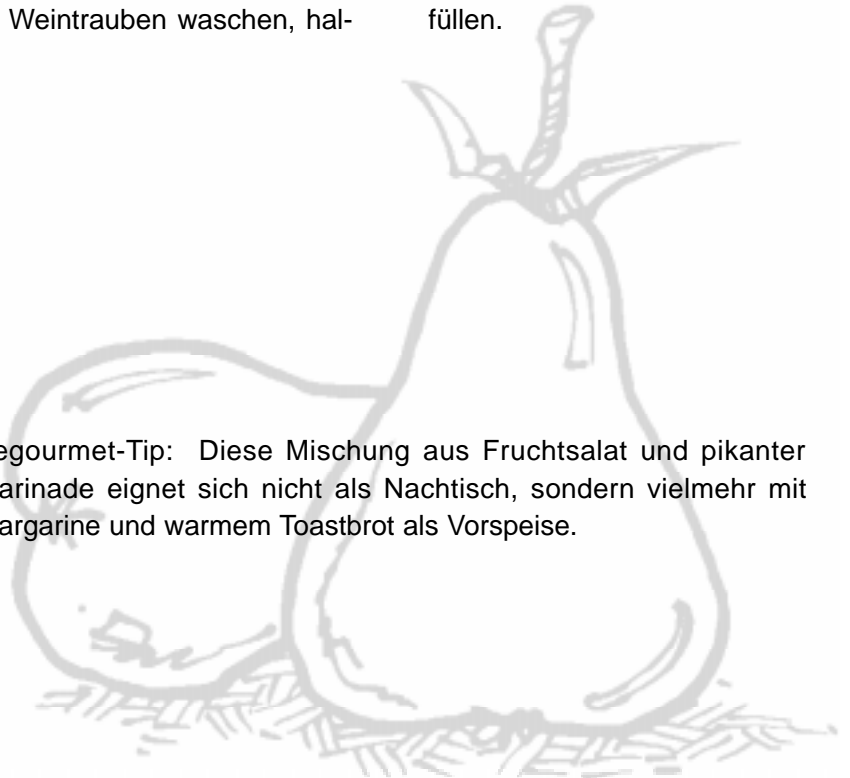 Weintrauben waschen, hal-
füllen.
egourmet-Tip: Diese Mischung aus Fruchtsalat und pikanter
arinade eignet sich nicht als Nachtisch, sondern vielmehr mit
argarine und warmem Toastbrot als Vorspeise.